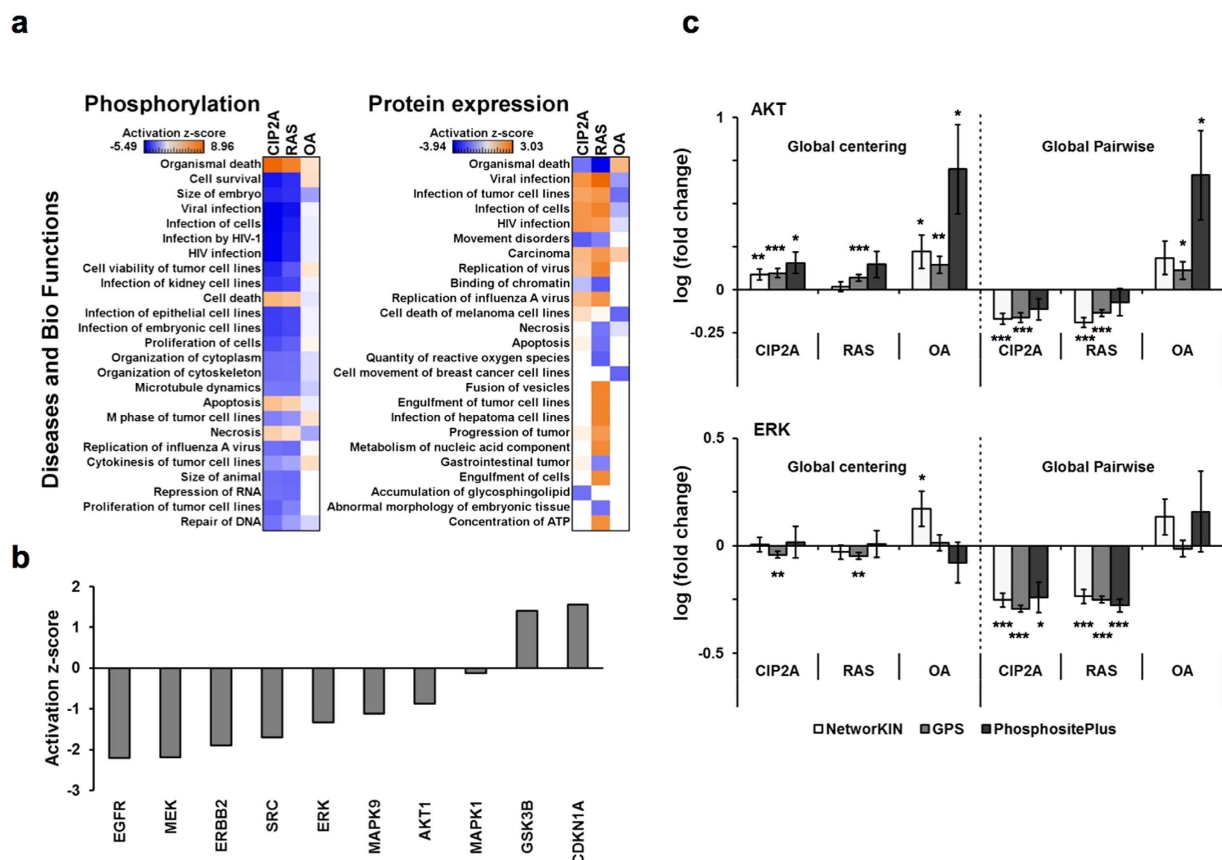 a
Phosphorylation
Activation z-score
-5.49 8.96
CIP2A
RAS
OA
Diseases and Bio Functions
Organismal death
Cell survival
Size of embryo
Viral infection
Infection of cells
Infection by HIV-1
HIV infection
Cell viability of tumor cell lines
Infection of kidney cell lines
Cell death
Infection of epithelial cell lines
Infection of embryonic cell lines
Proliferation of cells
Organization of cytoplasm
Organization of cytoskeleton
Microtubule dynamics
Apoptosis
M phase of tumor cell lines
Necrosis
Replication of influenza A virus
Cytokinesis of tumor cell lines
Size of animal
Repression of RNA
Proliferation of tumor cell lines
Repair of DNA
Protein expression
Activation z-score
-3.94 3.03
CIP2A
RAS
OA
Organismal death
Viral infection
Infection of tumor cell lines
Infection of cells
HIV infection
Movement disorders
Carcinoma
Replication of virus
Binding of chromatin
Replication of influenza A virus
Cell death of melanoma cell lines
Necrosis
Apoptosis
Quantity of reactive oxygen species
Cell movement of breast cancer cell lines
Fusion of vesicles
Engulfment of tumor cell lines
Infection of hepatoma cell lines
Progression of tumor
Metabolism of nucleic acid component
Gastrointestinal tumor
Engulfment of cells
Accumulation of glycosphingolipid
Abnormal morphology of embryonic tissue
Concentration of ATP
b
Activation z-score
2
1
0
-1
-2
-3
EGFR
MEK
ERBB2
SRC
ERK
MAPK9
AKT1
MAPK1
GSK3B
CDKN1A
c
AKT
log (fold change)
1
0
-0.25
Global centering
Global Pairwise
** *** *
***
* ** *
*** ***
*** ***
* *
CIP2A RAS OA CIP2A RAS OA
ERK
log (fold change)
0.5
0
-0.5
Global centering
Global Pairwise
**
**
*
*** *** *
*** *** ***
CIP2A RAS OA CIP2A RAS OA
NetworKIN GPS PhosphositePlus